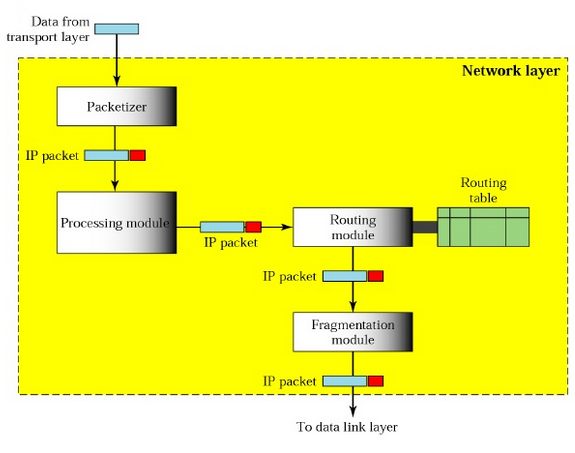 Data from
transport layer
Network layer
Packetizer
IP packet
Routing
table
Processing module
IP packet
Routing
module
IP packet
Fragmentation
module
IP packet
To data link layer